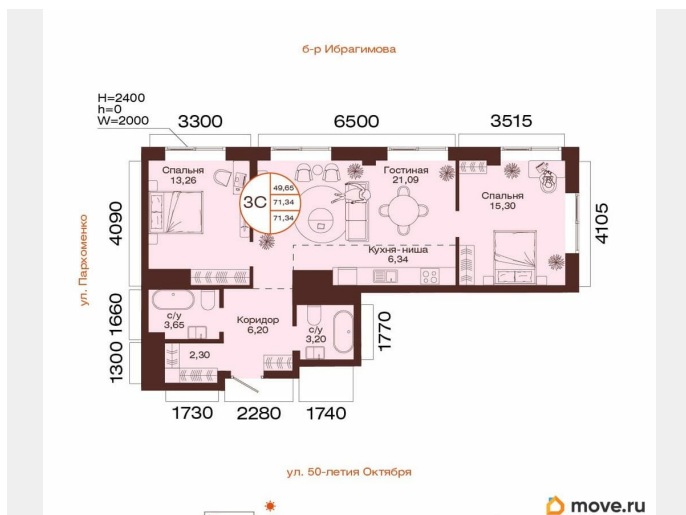 б-р Ибрагимова
H=2400
h=0
W=2000
3300
6500
3515
Спальня
13,26
3С
49,65
71,34
71,34
Гостиная
21,09
Спальня
15,30
4090
4105
ул. Пархоменко
Кухня-ниша
6,34
с/у
3,65
Коридор
6,20
с/у
3,20
1660
1770
1300
2,30
1730
2280
1740
ул. 50-летия Октября
move.ru